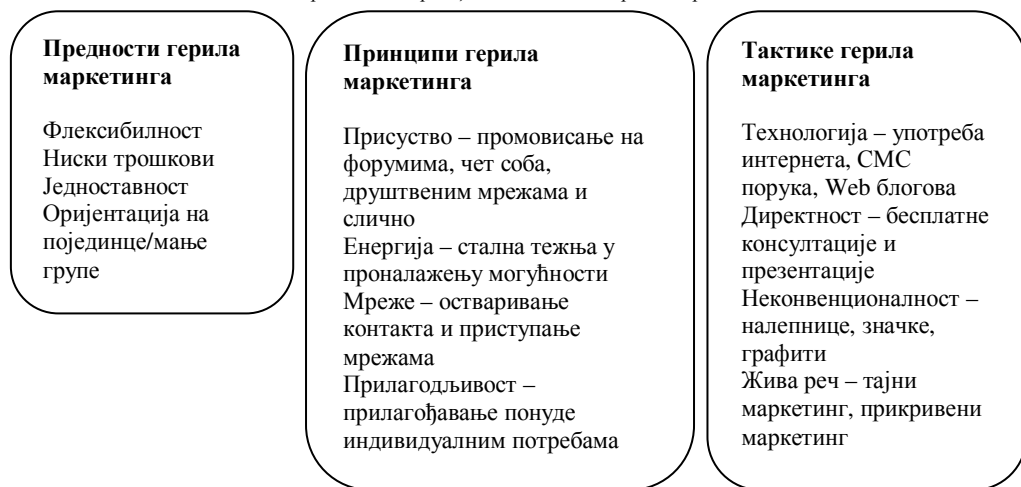 Предности герила
маркетинга
Флексибилност
Ниски трошкови
Једноставност
Оријентација на
појединце/мање
групе
Принципи герила
маркетинга
Присуство – промовисање на
форумима, чет соба,
друштвеним мрежама и
слично
Енергија – стална тежња у
проналажењу могућности
Мреже – остваривање
контакта и приступање
мрежама
Прилагодљивост –
прилагођавање понуде
индивидуалним потребама
Тактике герила
маркетинга
Технологија – употреба
интернета, СМС
порука, Web блогова
Директност – бесплатне
консултације и
презентације
Неконвенционалност –
налепнице, значке,
графити
Жива реч – тајни
маркетинг, прикривени
маркетинг